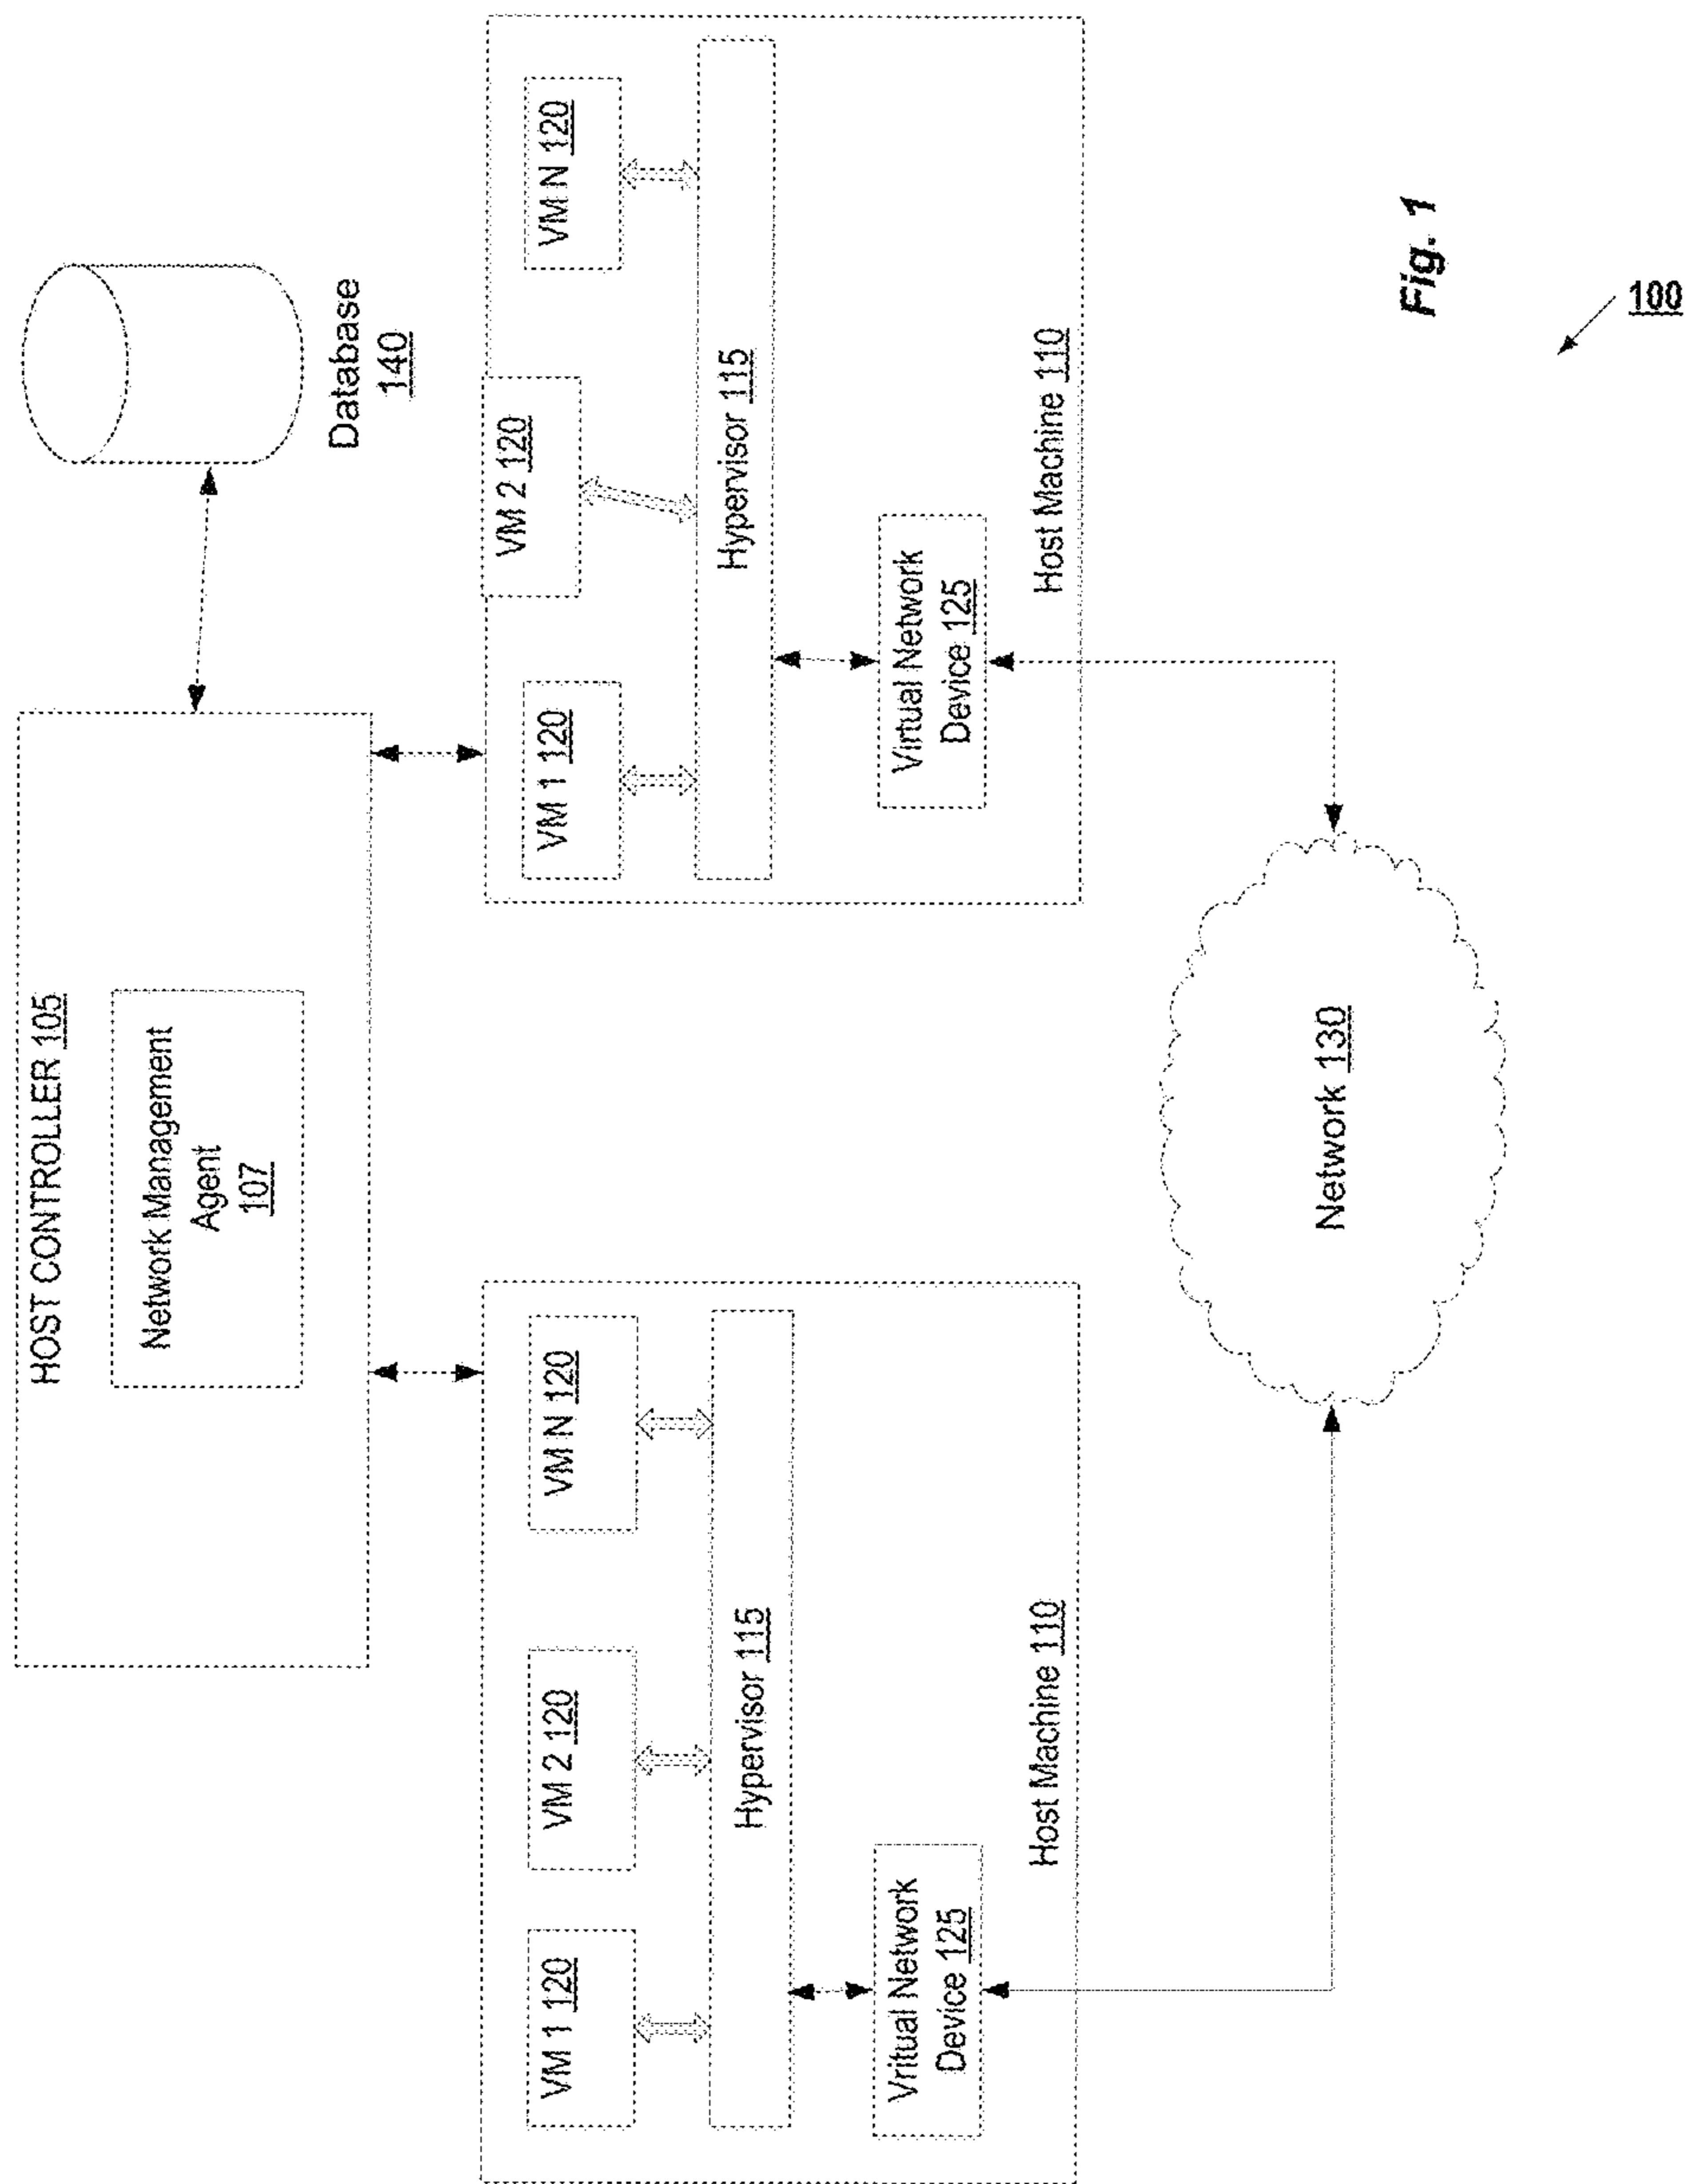 HOST CONTROLLER 105
Network Management
Agent
107
Database
140
VM 1 120
VM 2 120
VM N 120
Hypervisor 115
Vritual Network
Device 125
Host Machine 110
VM 1 120
VM 2 120
VM N 120
Hypervisor 115
Virtual Network
Device 125
Host Machine 110
Network 130
Fig. 1
100